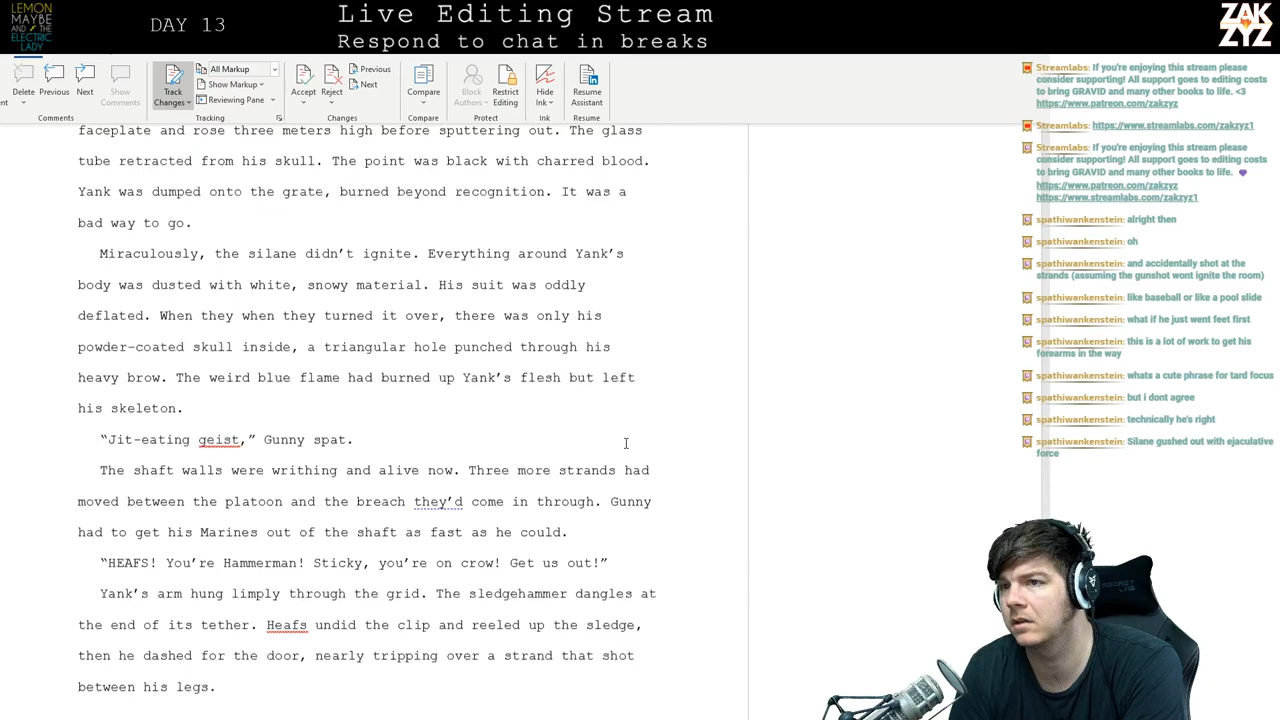 LEMON
MAYBE
AND THE
ELECTRIC
LADY
DAY 13
Live Editing Stream
Respond to chat in breaks
ZAK
ZYZ
Delete
Previous
Next
Show
Comments
Comments
Track
Changes
All Markup
Show Markup
Reviewing Pane
Tracking
Accept
Reject
Previous
Next
Changes
Compare
Compare
Block
Authors
Restrict
Editing
Protect
Hide
Ink
Ink
Resume
Assistant
Resume
faceplate and rose three meters high before sputtering out. The glass
tube retracted from his skull. The point was black with charred blood.
Yank was dumped onto the grate, burned beyond recognition. It was a
bad way to go.
Miraculously, the silane didn’t ignite. Everything around Yank’s
body was dusted with white, snowy material. His suit was oddly
deflated. When they when they turned it over, there was only his
powder-coated skull inside, a triangular hole punched through his
heavy brow. The weird blue flame had burned up Yank’s flesh but left
his skeleton.
“Jit-eating geist,” Gunny spat.
The shaft walls were writhing and alive now. Three more strands had
moved between the platoon and the breach they’d come in through. Gunny
had to get his Marines out of the shaft as fast as he could.
“HEAFS! You’re Hammerman! Sticky, you’re on crow! Get us out!”
Yank’s arm hung limply through the grid. The sledgehammer dangles at
the end of its tether. Heafs undid the clip and reeled up the sledge,
then he dashed for the door, nearly tripping over a strand that shot
between his legs.
Streamlabs: If you're enjoying this stream please
consider supporting! All support goes to editing costs
to bring GRAVID and many other books to life. <3
https://www.patreon.com/zakzyz
Streamlabs: https://www.streamlabs.com/zakzyz1
Streamlabs: If you're enjoying this stream please
consider supporting! All support goes to editing costs
to bring GRAVID and many other books to life. 💜
https://www.patreon.com/zakzyz
https://www.streamlabs.com/zakzyz1
spathiwankenstein: alright then
spathiwankenstein: oh
spathiwankenstein: and accidentally shot at the
strands (assuming the gunshot wont ignite the room)
spathiwankenstein: like baseball or like a pool slide
spathiwankenstein: what if he just went feet first
spathiwankenstein: this is a lot of work to get his
forearms in the way
spathiwankenstein: whats a cute phrase for tard focus
spathiwankenstein: but i dont agree
spathiwankenstein: technically he's right
spathiwankenstein: Silane gushed out with ejaculative
force